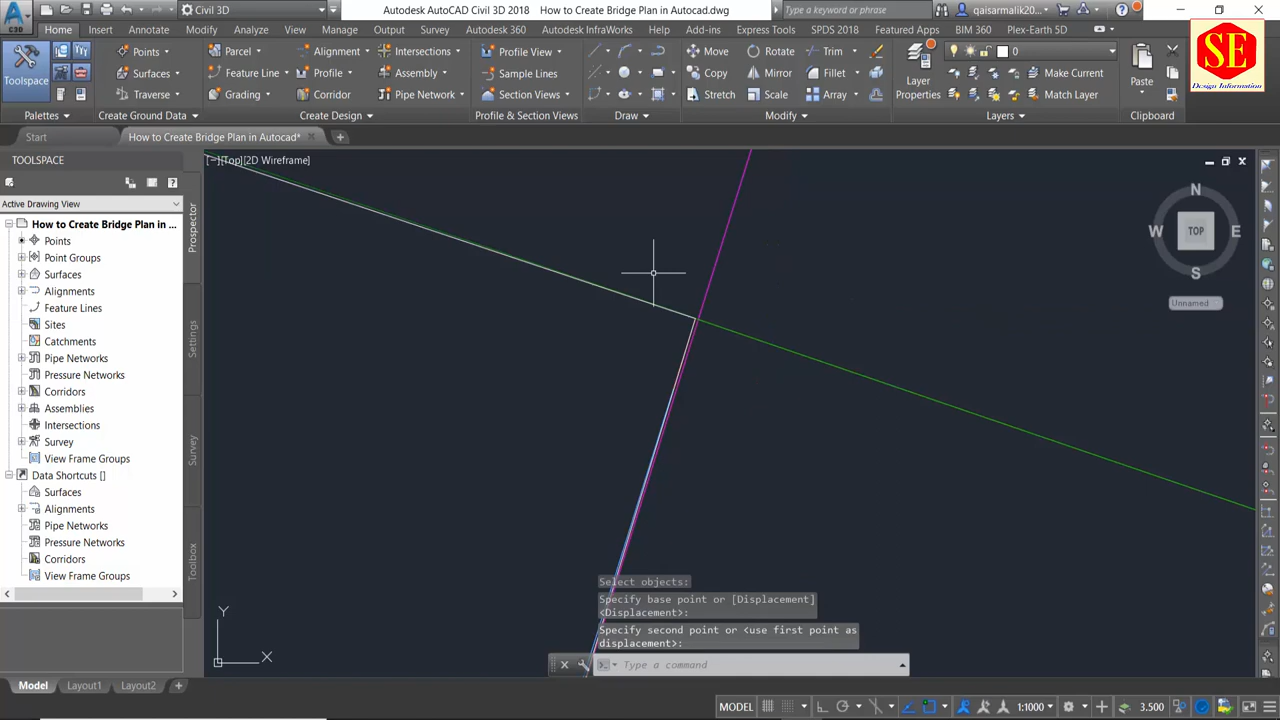 Civil 3D
Autodesk AutoCAD Civil 3D 2018 How to Create Bridge Plan in Autocad.dwg
Type a keyword or phrase
qaisarmalik20...
C3D
Home Insert Annotate Modify Analyze View Manage Output Survey Autodesk 360 Autodesk InfraWorks Help Add-ins Express Tools SPDS 2018 Featured Apps BIM 360 Plex-Earth 5D
SE
Design Information
Toolspace
Points
Surfaces
Traverse
Parcel
Feature Line
Grading
Alignment
Profile
Corridor
Intersections
Assembly
Pipe Network
Profile View
Sample Lines
Section Views
Move
Copy
Stretch
Rotate
Mirror
Scale
Trim
Fillet
Array
Layer
Properties
0
Make Current
Match Layer
Paste
Palettes Create Ground Data Create Design Profile & Section Views Draw Modify Layers Clipboard
Start How to Create Bridge Plan in Autocad*
TOOLSPACE
Active Drawing View
How to Create Bridge Plan in ...
Points
Point Groups
Surfaces
Alignments
Feature Lines
Sites
Catchments
Pipe Networks
Pressure Networks
Corridors
Assemblies
Intersections
Survey
View Frame Groups
Data Shortcuts []
Surfaces
Alignments
Pipe Networks
Pressure Networks
Corridors
View Frame Groups
Prospector
Settings
Survey
Toolbox
[−][Top][2D Wireframe]
N
W TOP E
S
Unnamed
Y
X
Select objects:
Specify base point or [Displacement]
<Displacement>:
Specify second point or <use first point as
displacement>:
Type a command
Model Layout1 Layout2
MODEL 1:1000 3.500